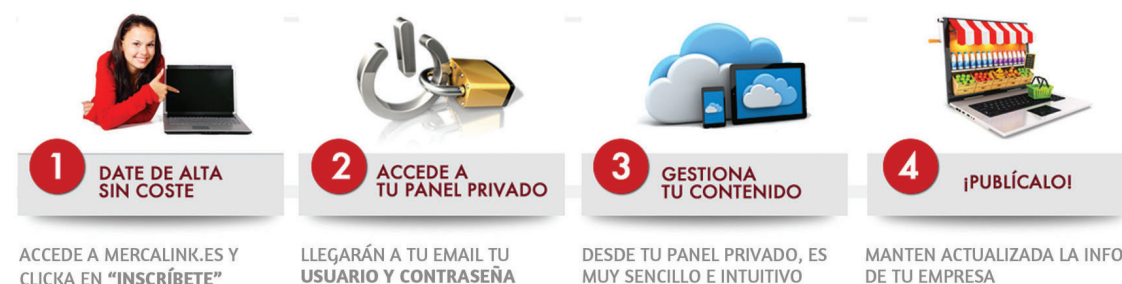 1
DATE DE ALTA
SIN COSTE
ACCEDE A MERCALINK.ES Y
CLICKA EN “INSCRÍBETE”
2
ACCEDE A
TU PANEL PRIVADO
LLEGARÁN A TU EMAIL TU
USUARIO Y CONTRASEÑA
3
GESTIONA
TU CONTENIDO
DESDE TU PANEL PRIVADO, ES
MUY SENCILLO E INTUITIVO
4
¡PUBLÍCALO!
MANTEN ACTUALIZADA LA INFO
DE TU EMPRESA